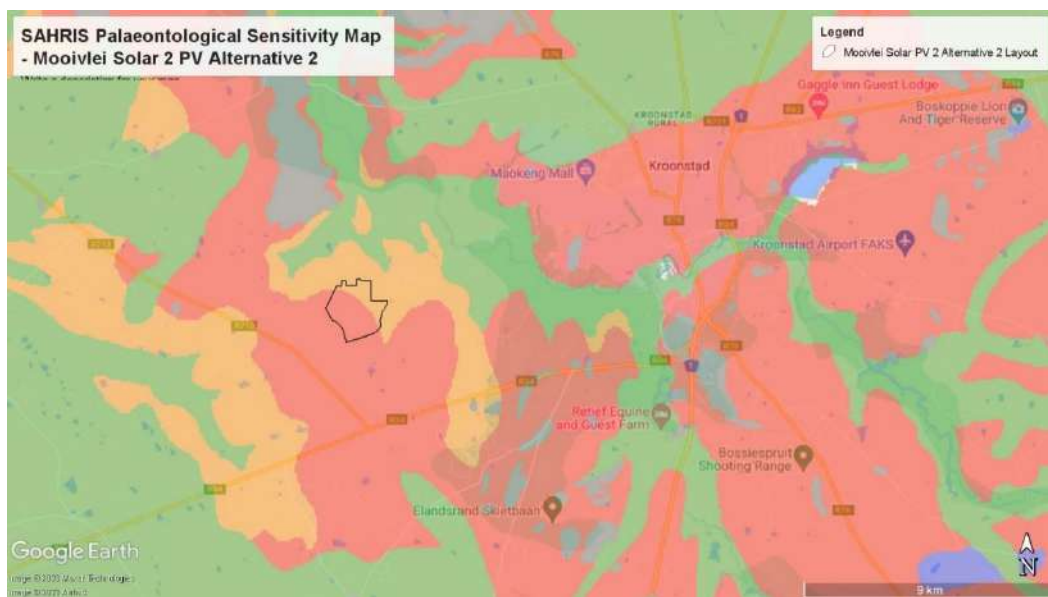 SAHRIS Palaeontological Sensitivity Map
- Mooivlei Solar 2 PV Alternative 2
Legend
Mooivlei Solar PV 2 Alternative 2 Layout
Gaggle Inn Guest Lodge
Boskoppie Lion
And Tiger Reserve
KROONSTAD
RURAL
Kroonstad
Maokeng Mall
Kroonstad Airport FAKS
Retief Equine
and Guest Farm
Bossiespruit
Shooting Range
Elandsrand Skietbaan
Google Earth
9 km
N